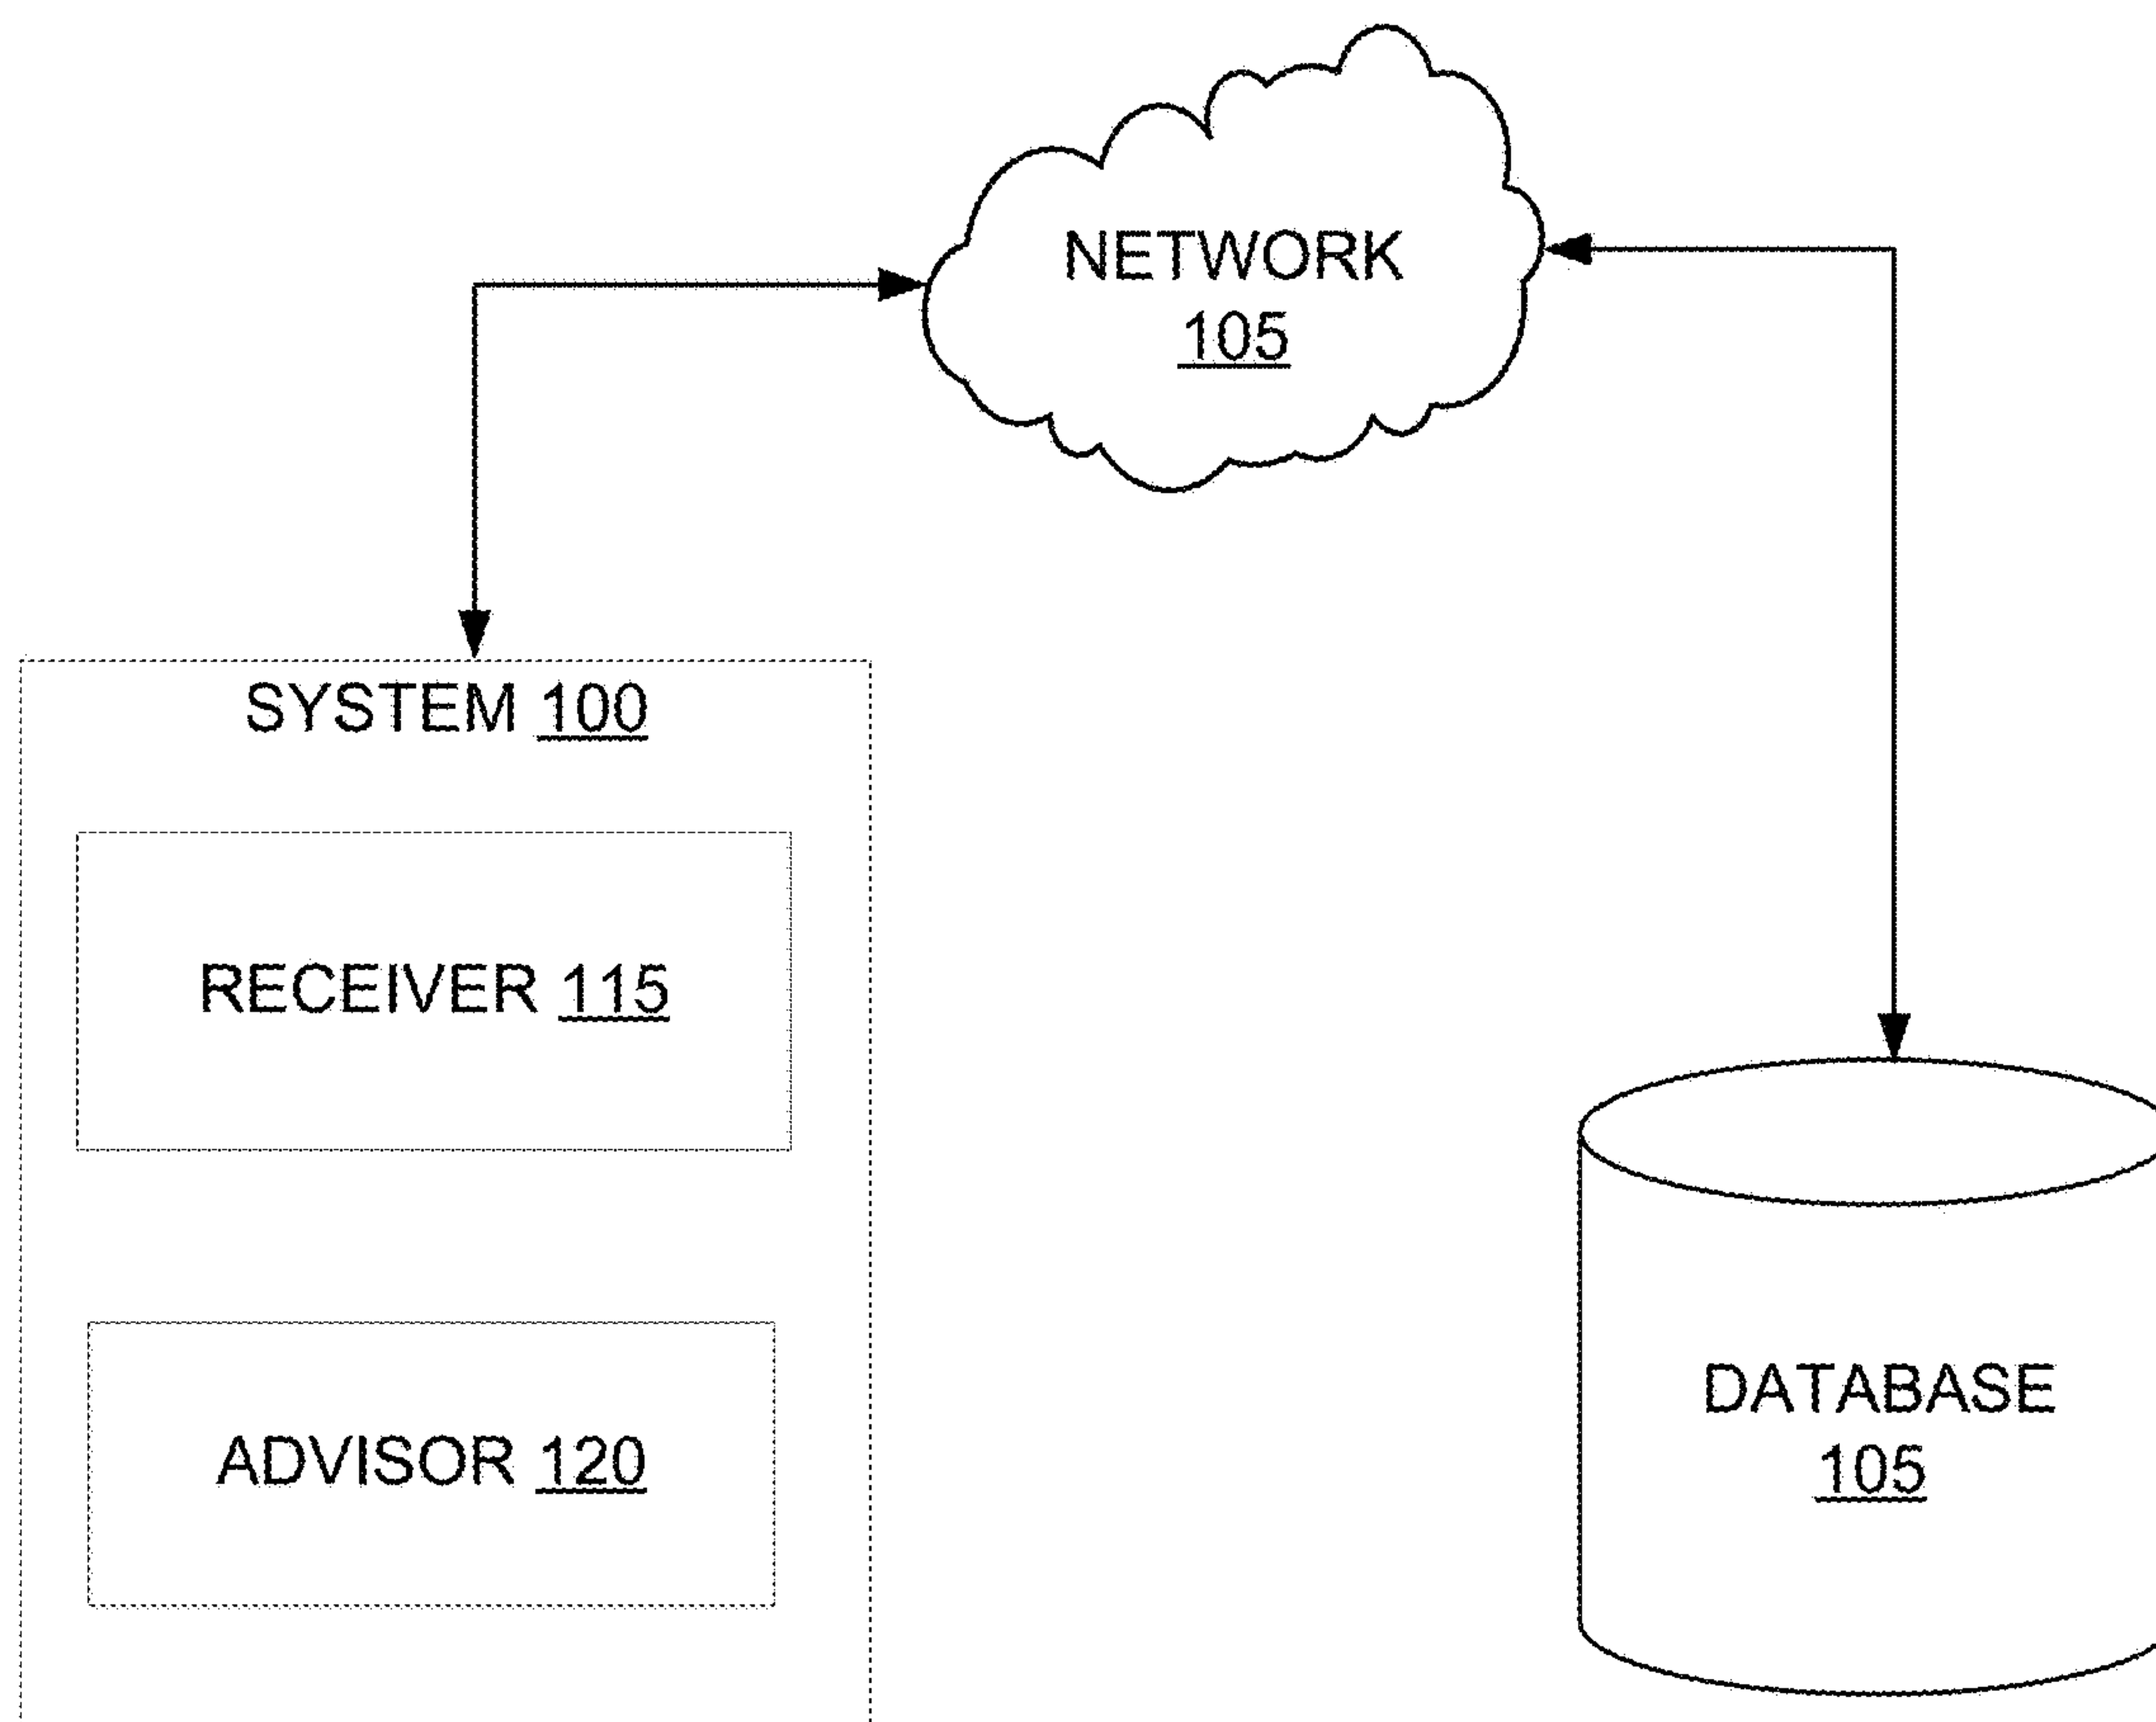 NETWORK
105
SYSTEM 100
RECEIVER 115
ADVISOR 120
DATABASE
105